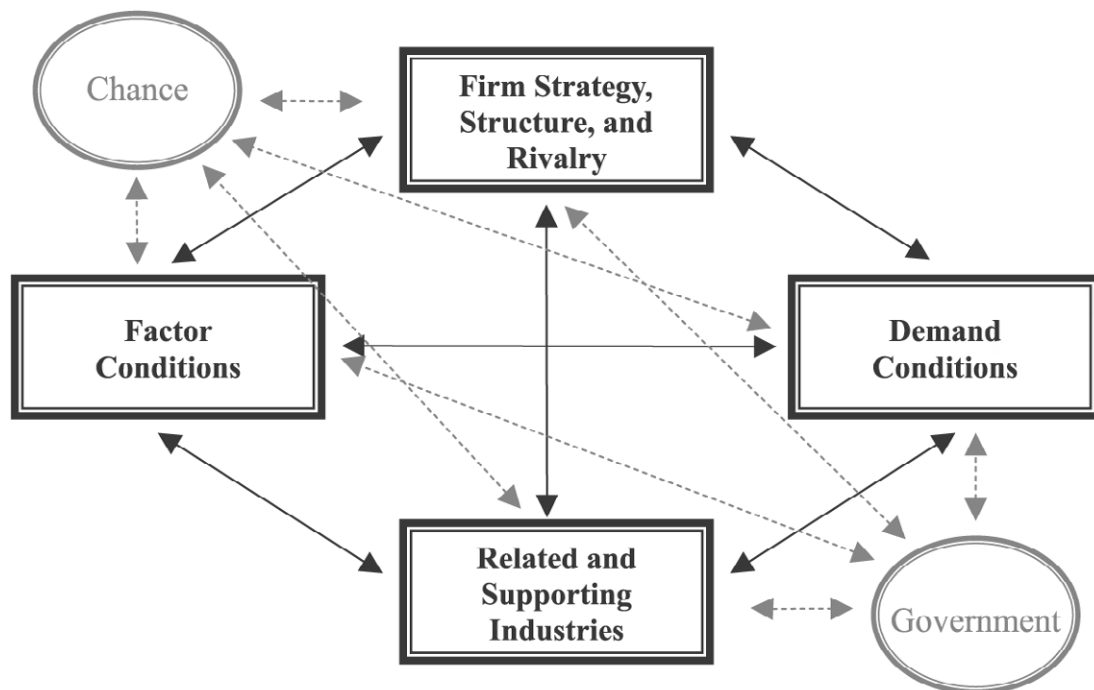 Chance
Firm Strategy,
Structure, and
Rivalry
Factor
Conditions
Demand
Conditions
Related and
Supporting
Industries
Government